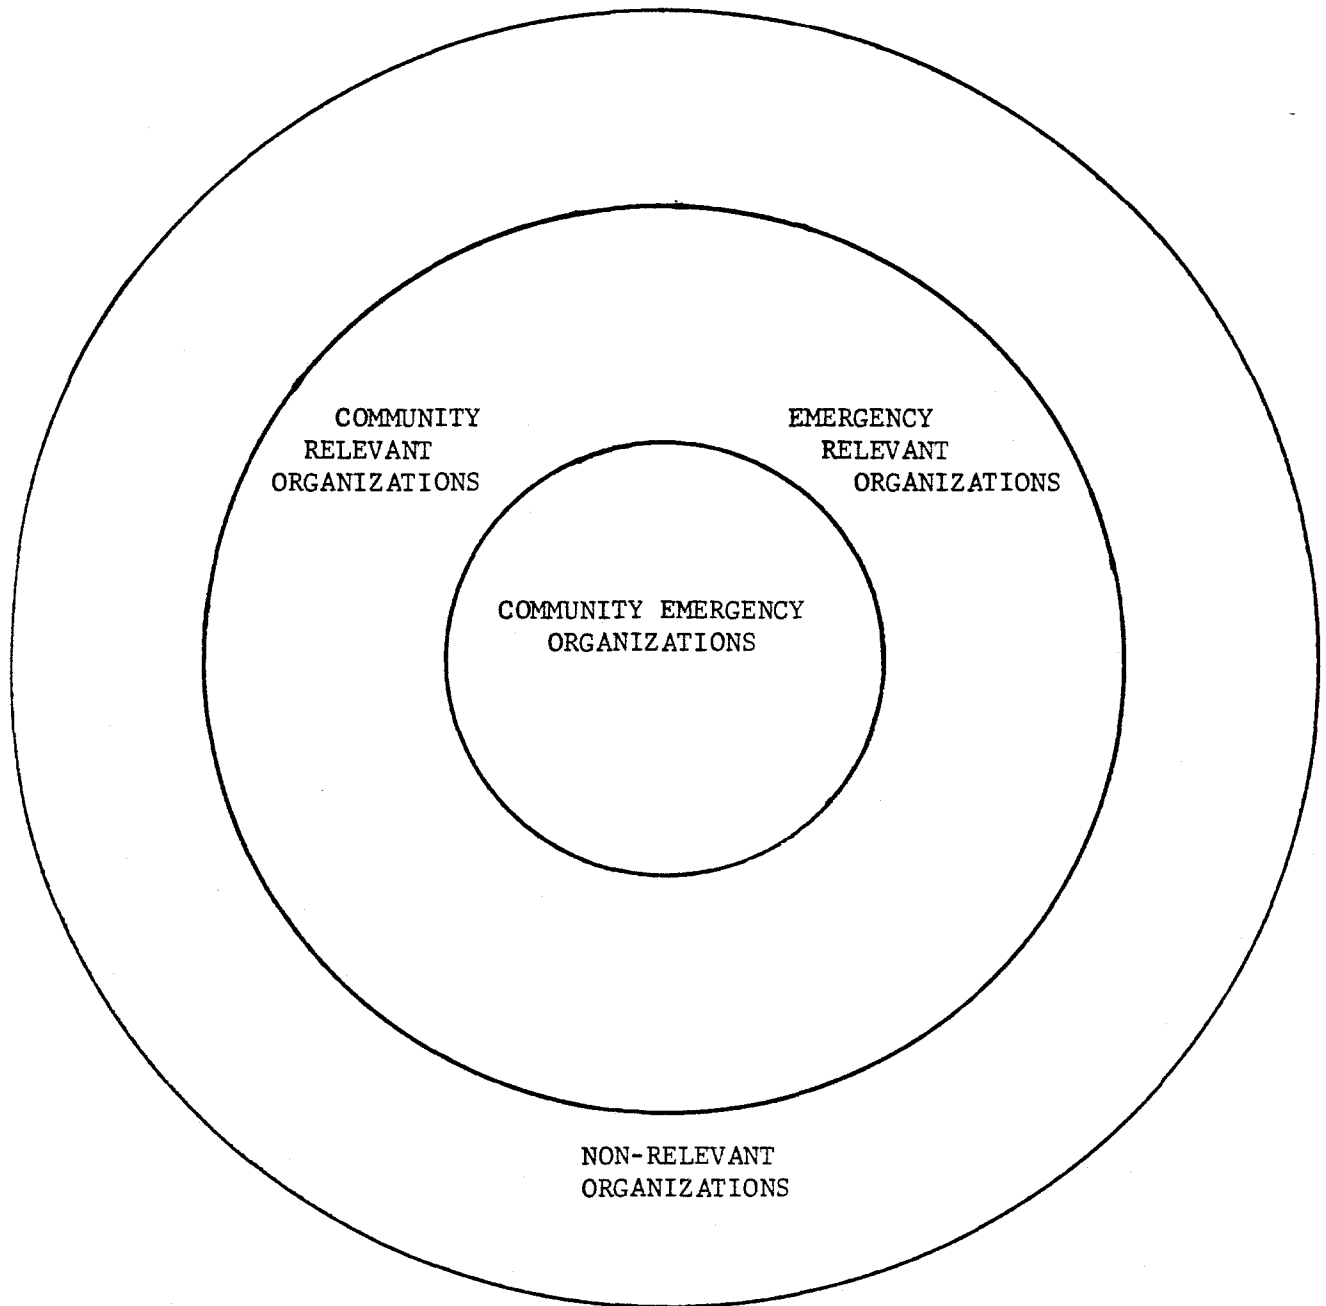 COMMUNITY
RELEVANT
ORGANIZATIONS
EMERGENCY
RELEVANT
ORGANIZATIONS
COMMUNITY EMERGENCY
ORGANIZATIONS
NON-RELEVANT
ORGANIZATIONS